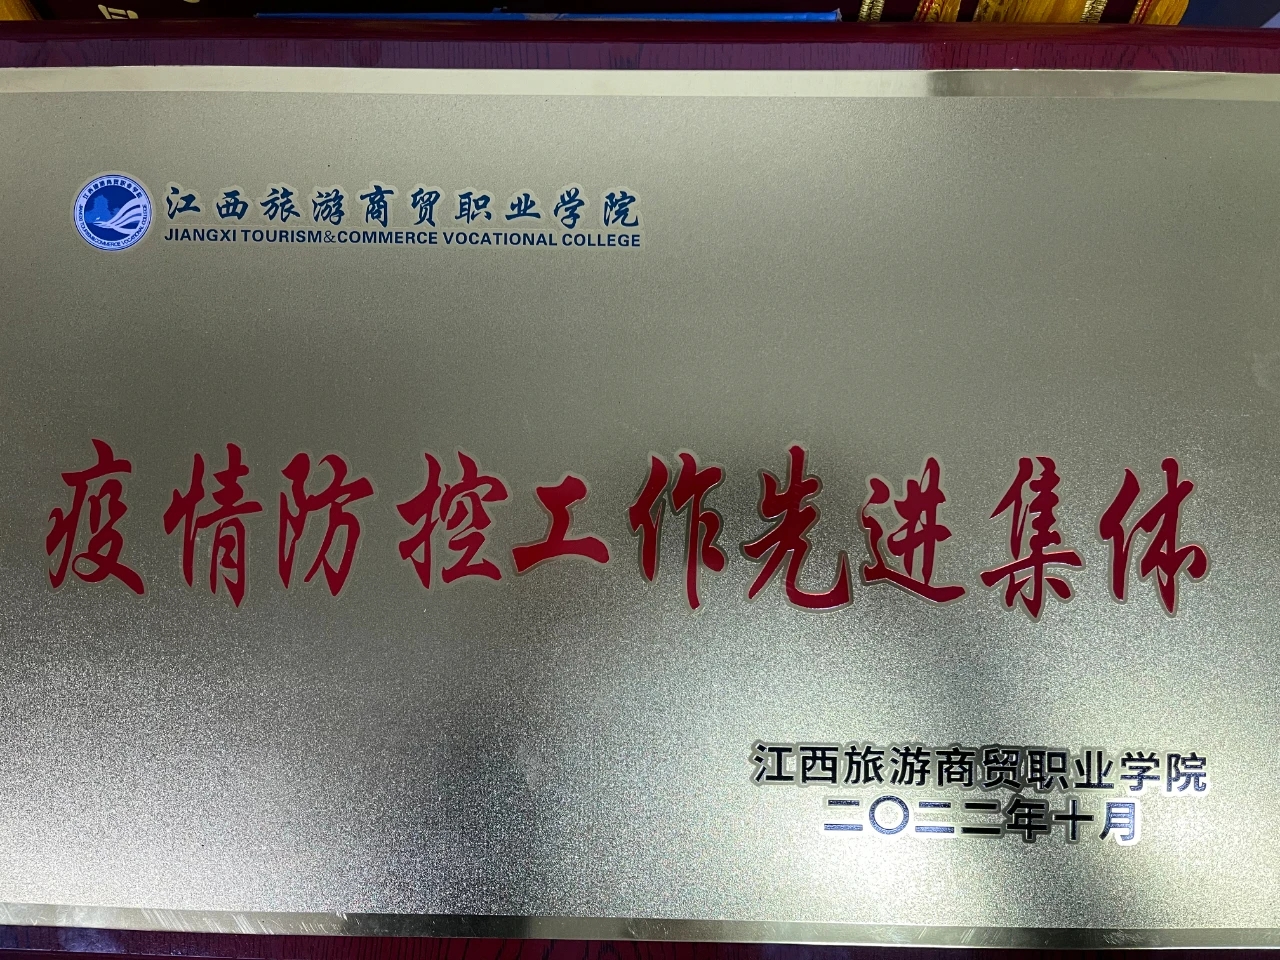 江西旅游商贸职业学院
JIANGXI TOURISM&COMMERCE VOCATIONAL COLLEGE
疫情防控工作先进集体
江西旅游商贸职业学院
二〇二二年十月